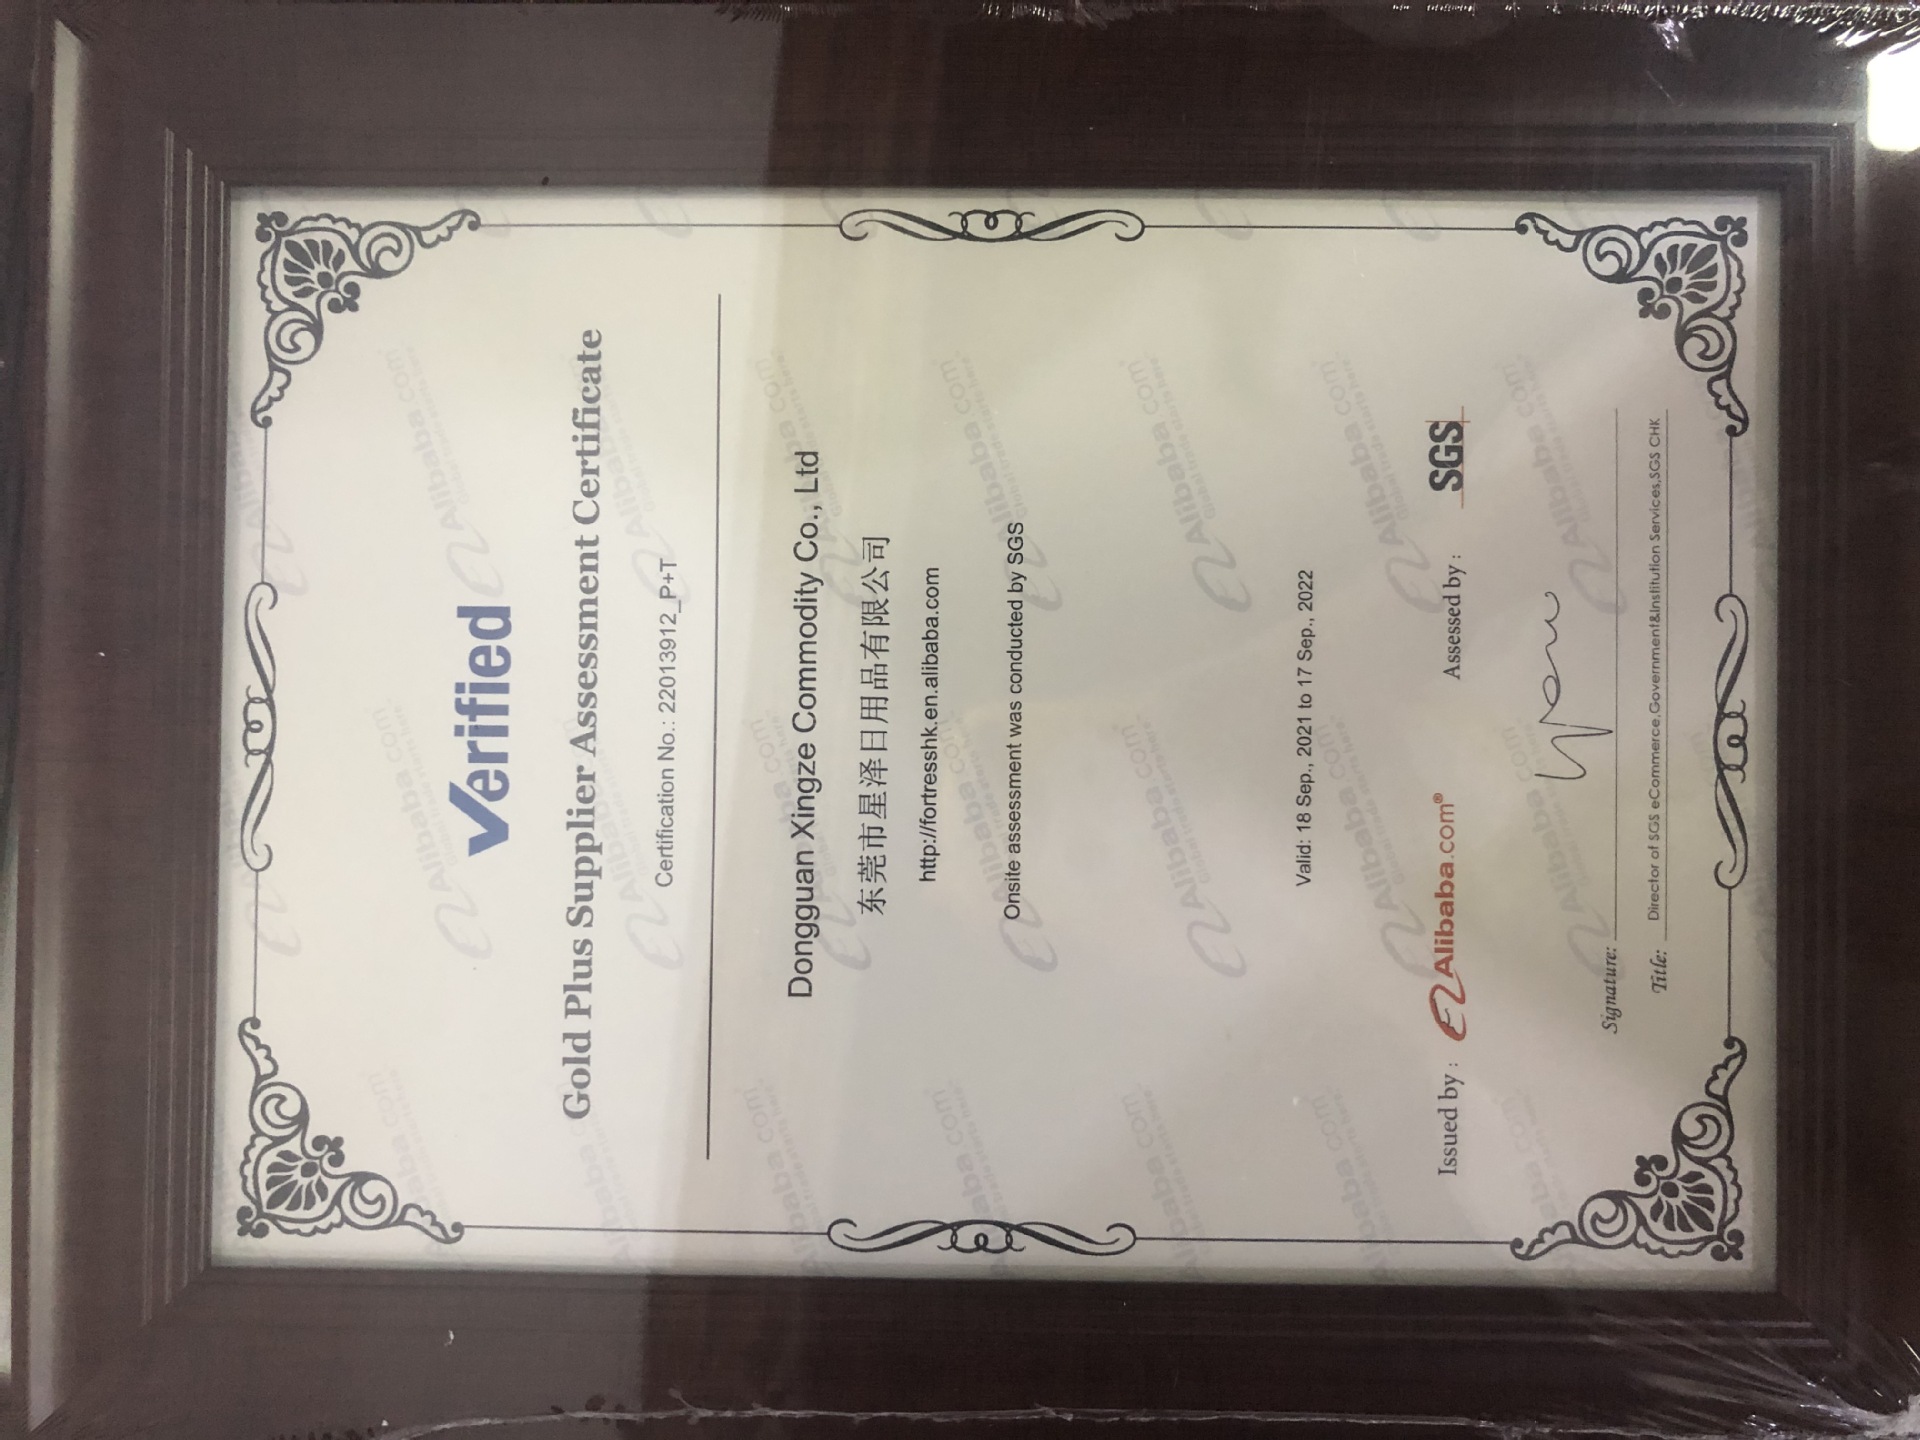 Verified
Gold Plus Supplier Assessment Certificate
Certification No.: 22013912_P+T
Dongguan Xingze Commodity Co., Ltd
东莞市星泽日用品有限公司
http://fortresshk.en.alibaba.com
Onsite assessment was conducted by SGS
Valid: 18 Sep., 2021 to 17 Sep., 2022
Issued by : Alibaba.com® Assessed by : SGS
Signature:
Title: Director of SGS eCommerce,Government&Institution Services,SGS CHK